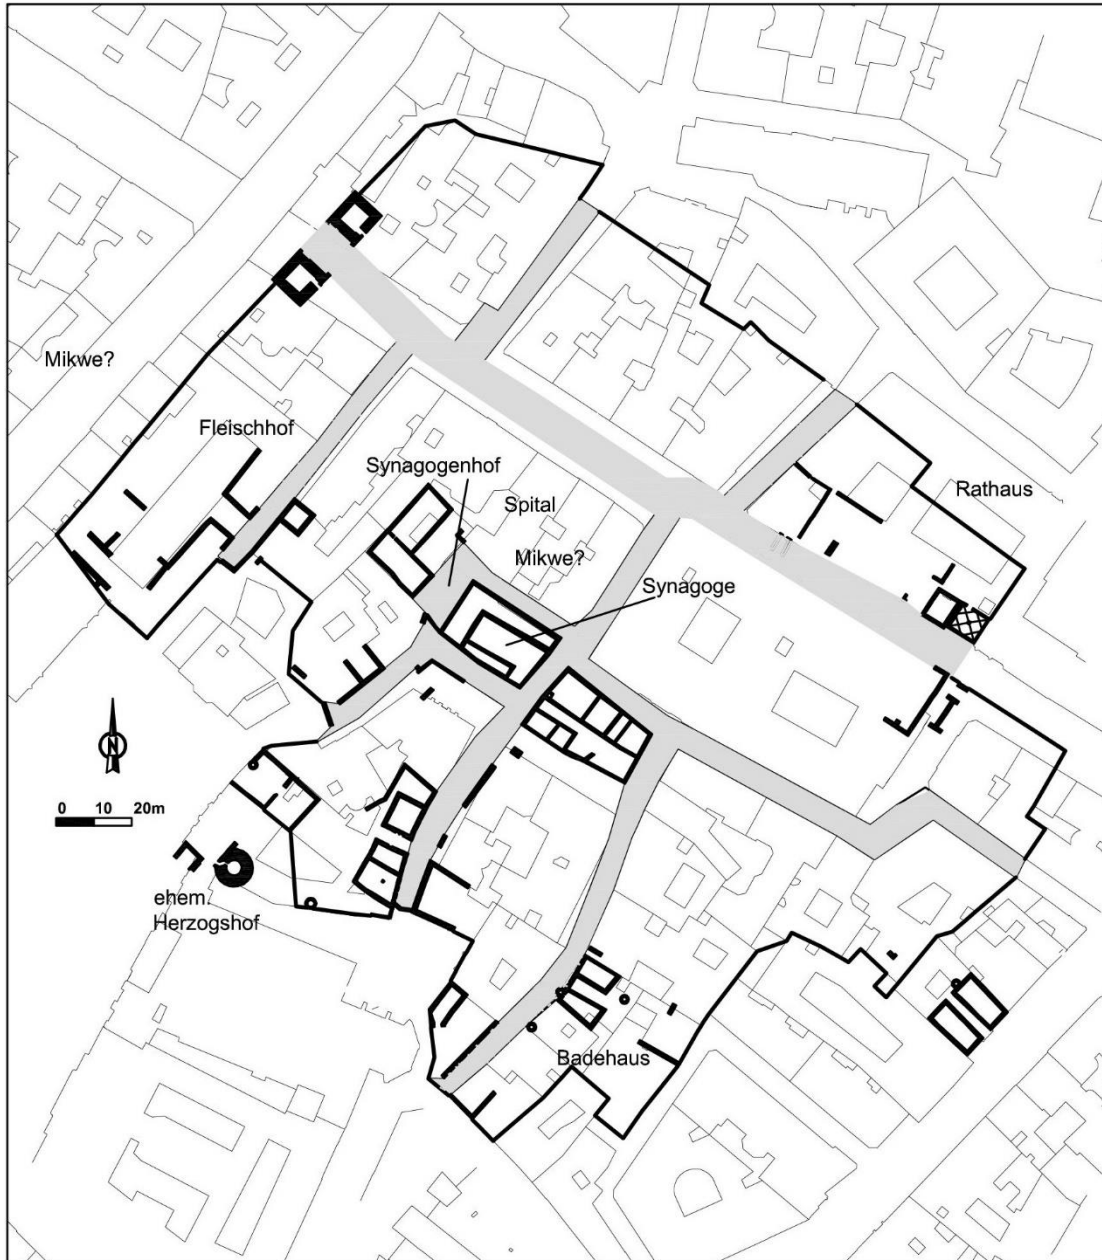 Mikwe?
Fleischhof
Synagogenhof
Spital
Rathaus
Mikwe?
Synagoge
N
0 10 20m
ehem.
Herzogshof
Badehaus